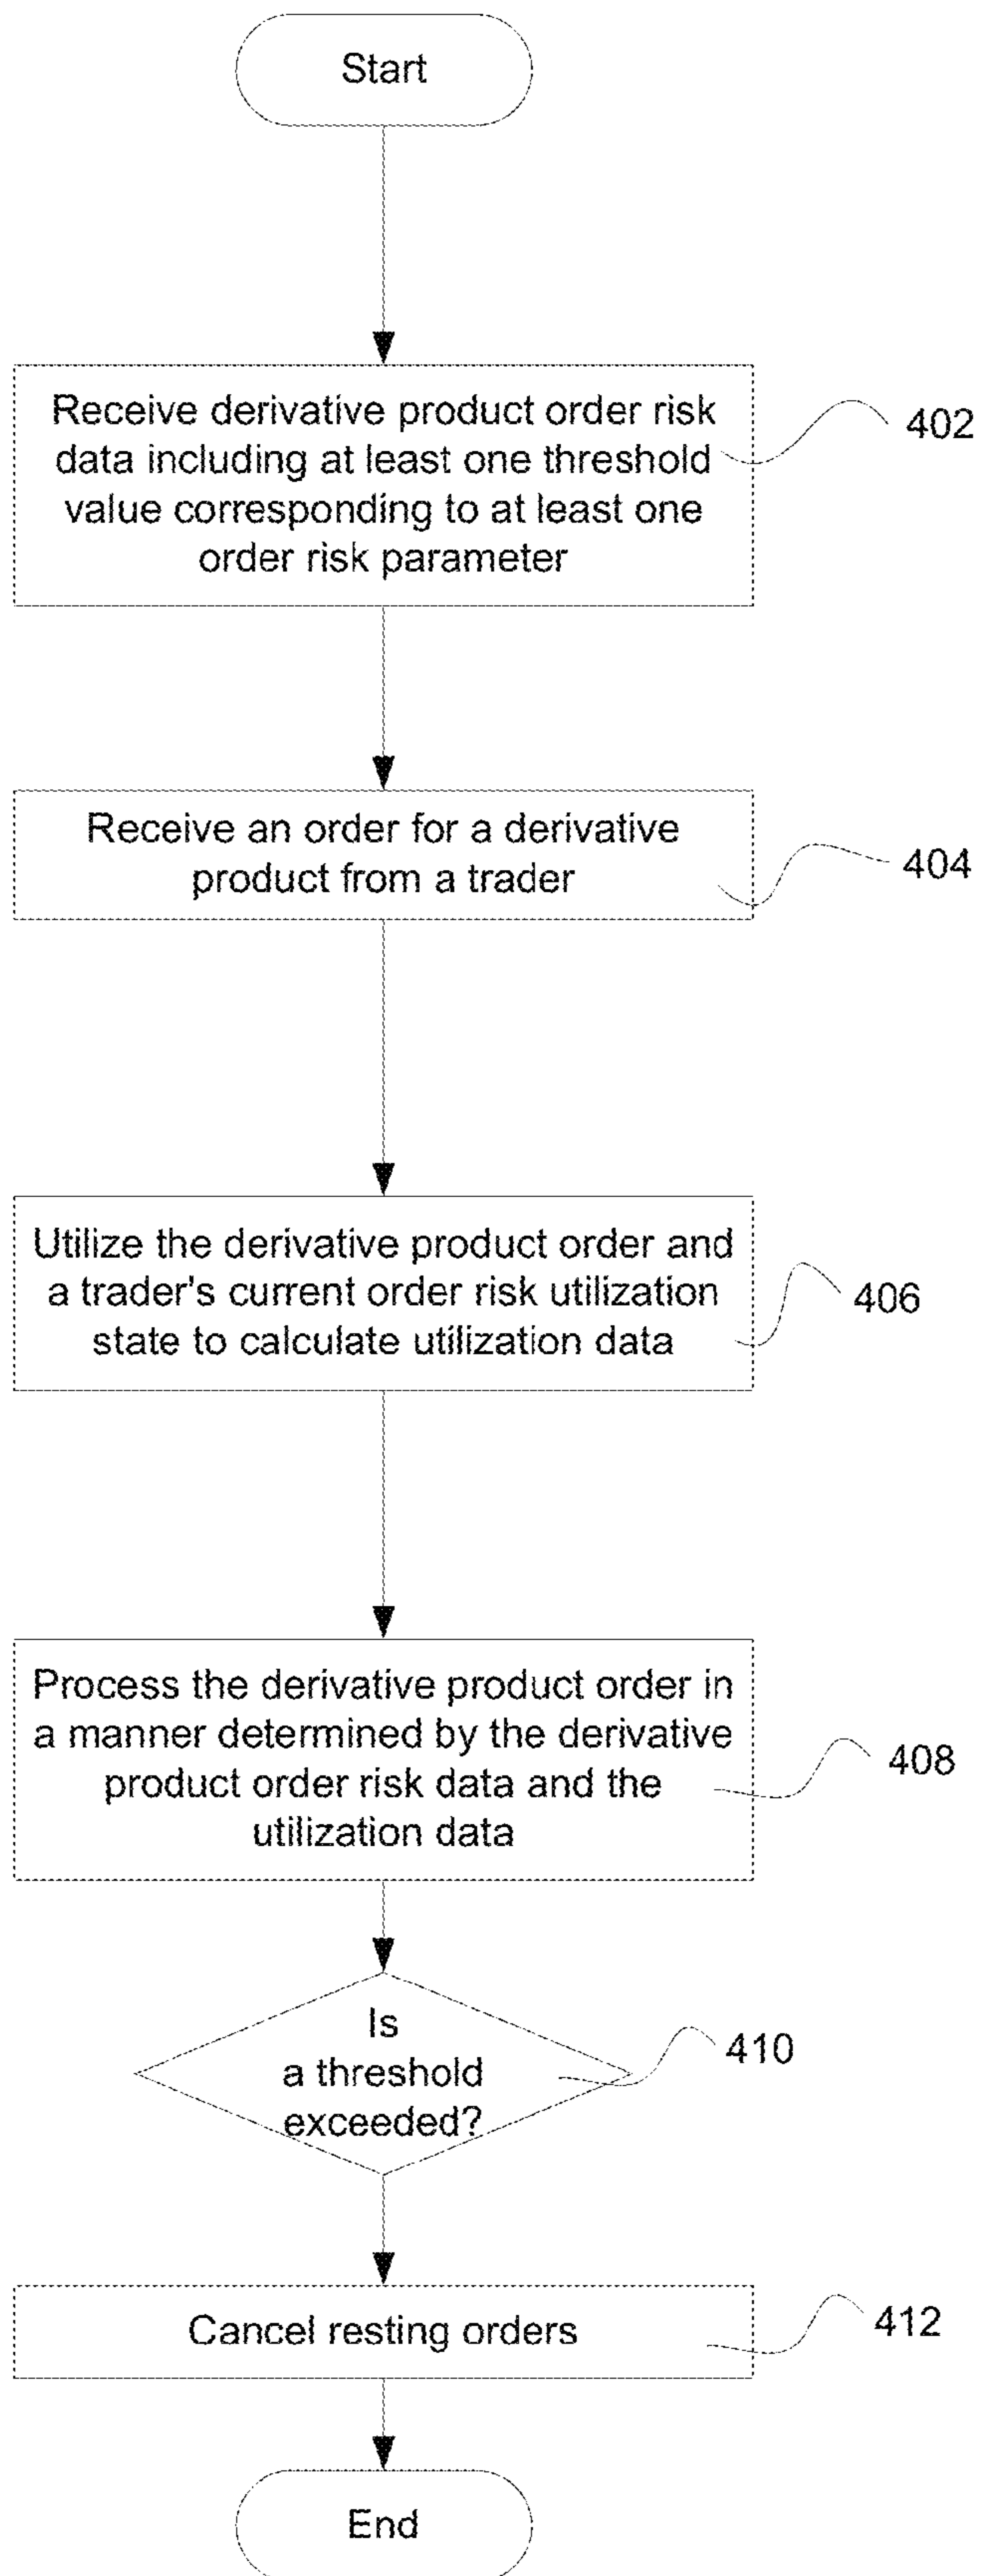 Start
Receive derivative product order risk
data including at least one threshold
value corresponding to at least one
order risk parameter
402
Receive an order for a derivative
product from a trader
404
Utilize the derivative product order and
a trader's current order risk utilization
state to calculate utilization data
406
Process the derivative product order in
a manner determined by the derivative
product order risk data and the
utilization data
408
Is
a threshold
exceeded?
410
Cancel resting orders
412
End